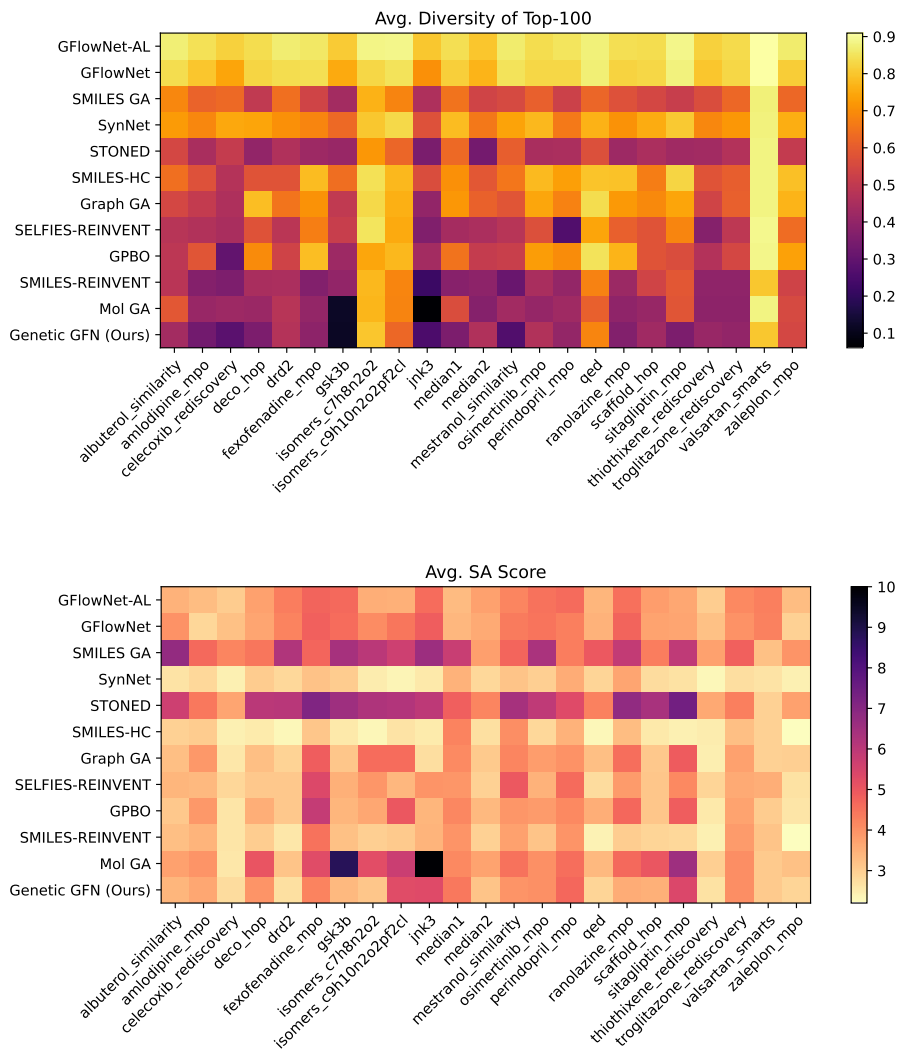 Avg. Diversity of Top-100
GFlowNet-AL
GFlowNet
SMILES GA
SynNet
STONED
SMILES-HC
Graph GA
SELFIES-REINVENT
GPBO
SMILES-REINVENT
Mol GA
Genetic GFN (Ours)
albuterol_similarity
amlodipine_mpo
celecoxib_rediscovery
deco_hop
drd2
fexofenadine_mpo
gsk3b
isomers_c7h8n2o2
isomers_c9h10n2o2pf2cl
jnk3
median1
median2
mestranol_similarity
osimertinib_mpo
perindopril_mpo
qed
ranolazine_mpo
scaffold_hop
sitagliptin_mpo
thiothixene_rediscovery
troglitazone_rediscovery
valsartan_smarts
zaleplon_mpo
0.9
0.8
0.7
0.6
0.5
0.4
0.3
0.2
0.1
Avg. SA Score
GFlowNet-AL
GFlowNet
SMILES GA
SynNet
STONED
SMILES-HC
Graph GA
SELFIES-REINVENT
GPBO
SMILES-REINVENT
Mol GA
Genetic GFN (Ours)
albuterol_similarity
amlodipine_mpo
celecoxib_rediscovery
deco_hop
drd2
fexofenadine_mpo
gsk3b
isomers_c7h8n2o2
isomers_c9h10n2o2pf2cl
jnk3
median1
median2
mestranol_similarity
osimertinib_mpo
perindopril_mpo
qed
ranolazine_mpo
scaffold_hop
sitagliptin_mpo
thiothixene_rediscovery
troglitazone_rediscovery
valsartan_smarts
zaleplon_mpo
10
9
8
7
6
5
4
3